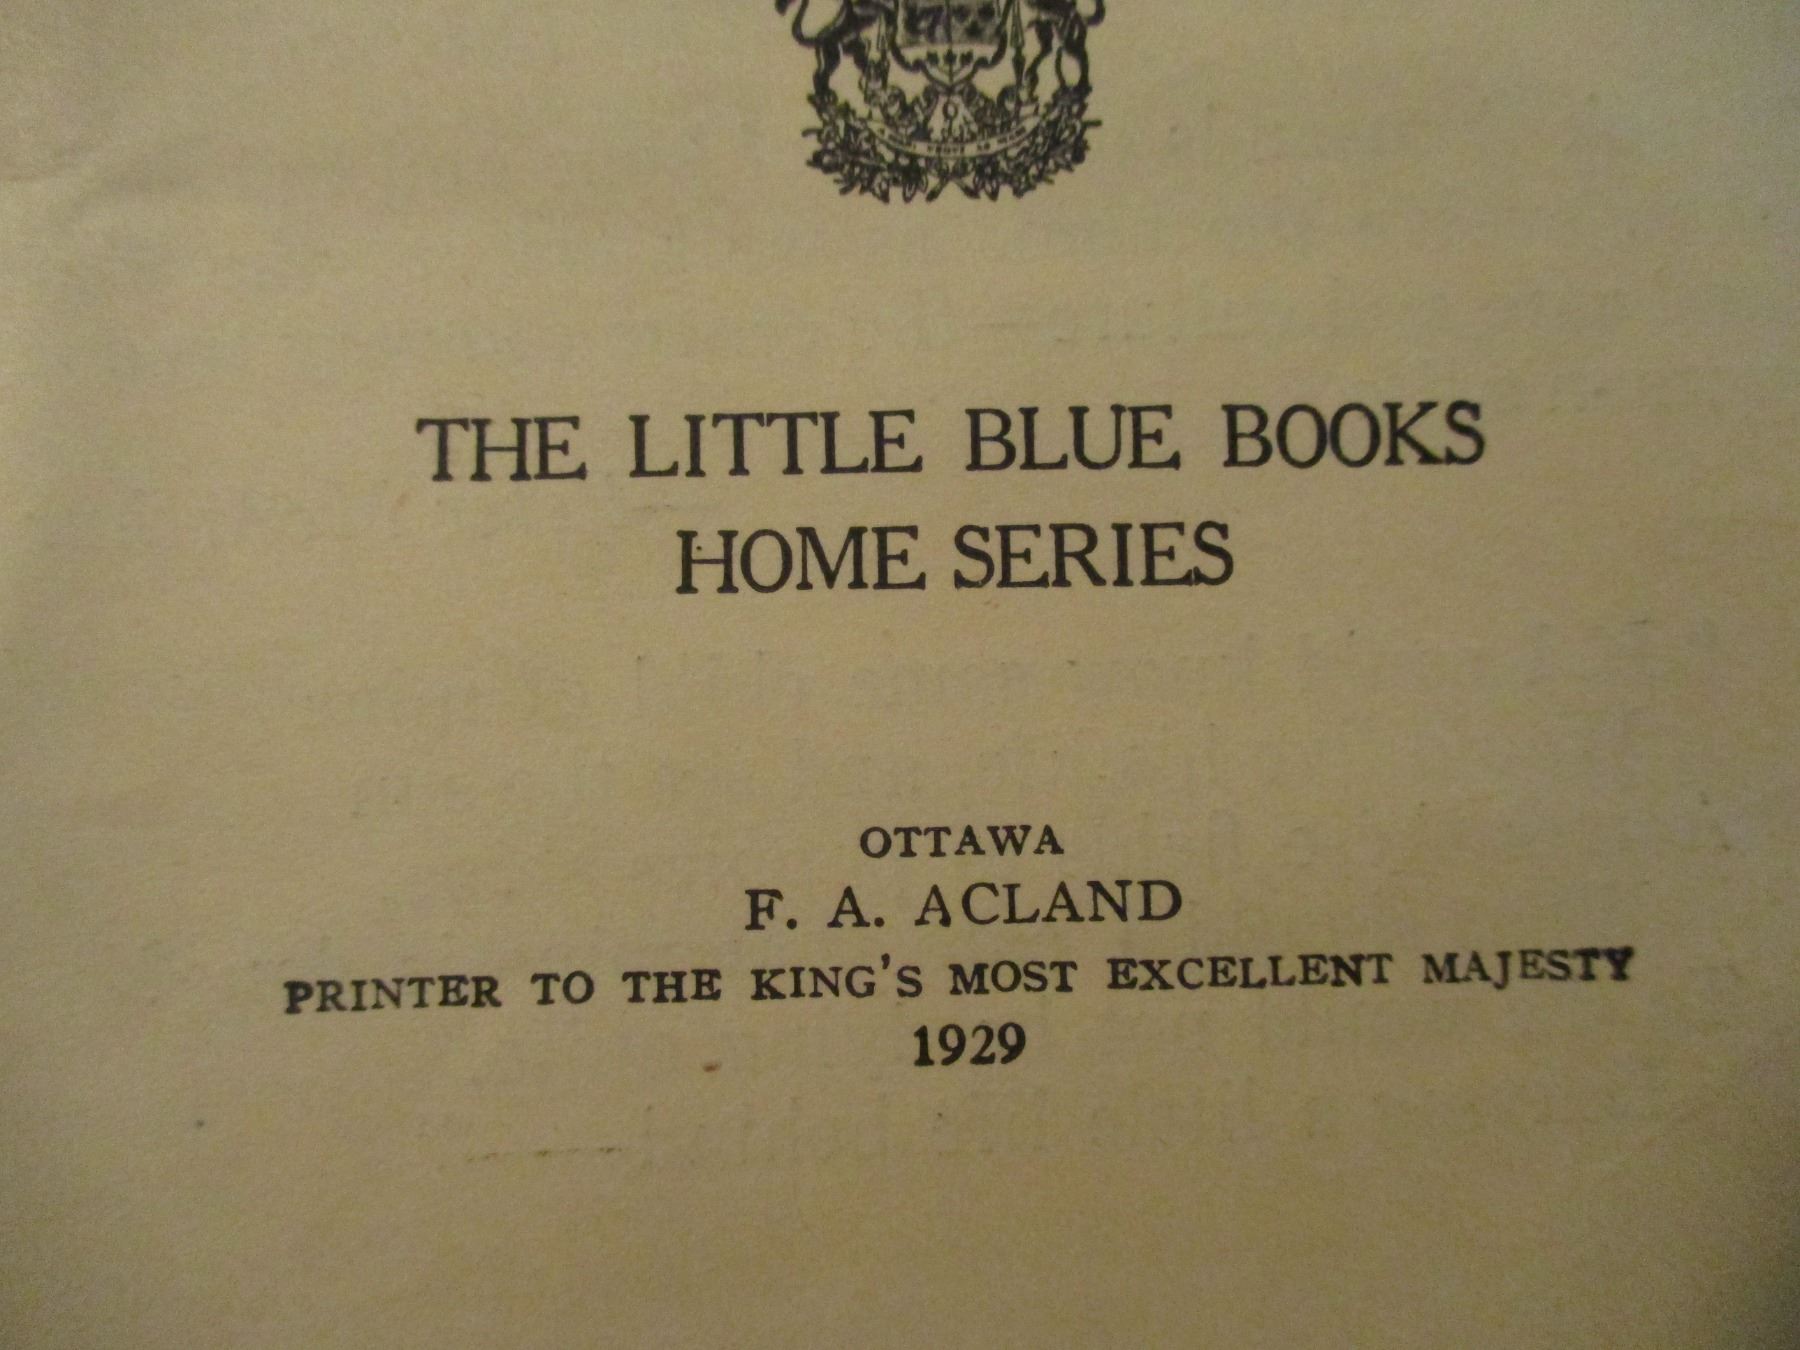 THE LITTLE BLUE BOOKS
HOME SERIES
OTTAWA
F. A. ACLAND
PRINTER TO THE KING'S MOST EXCELLENT MAJESTY
1929